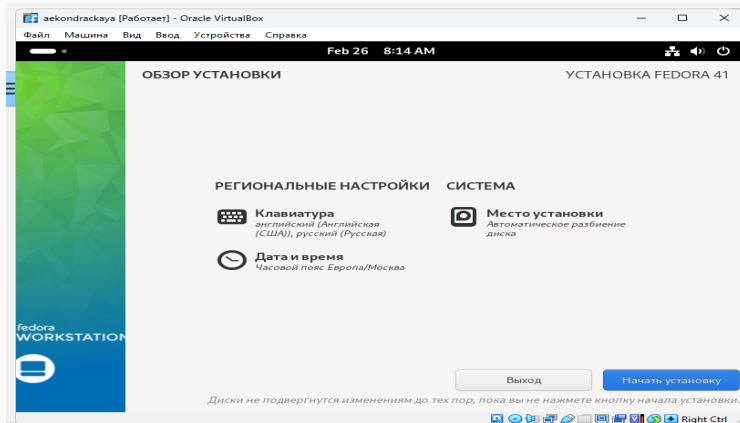 aekondrackaya [Работает] - Oracle VirtualBox
Файл Машина Вид Ввод Устройства Справка
Feb 26 8:14 AM
ОБЗОР УСТАНОВКИ
УСТАНОВКА FEDORA 41
РЕГИОНАЛЬНЫЕ НАСТРОЙКИ
СИСТЕМА
Клавиатура
английский (Английская
(США)), русский (Русская)
Место установки
Автоматическое разбиение
диска
Дата и время
Часовой пояс Европа/Москва
fedora
WORKSTATION
Выход
Начать установку
Диски не подвергнутся изменениям до тех пор, пока вы не нажмете кнопку начала установки.
Right Ctrl